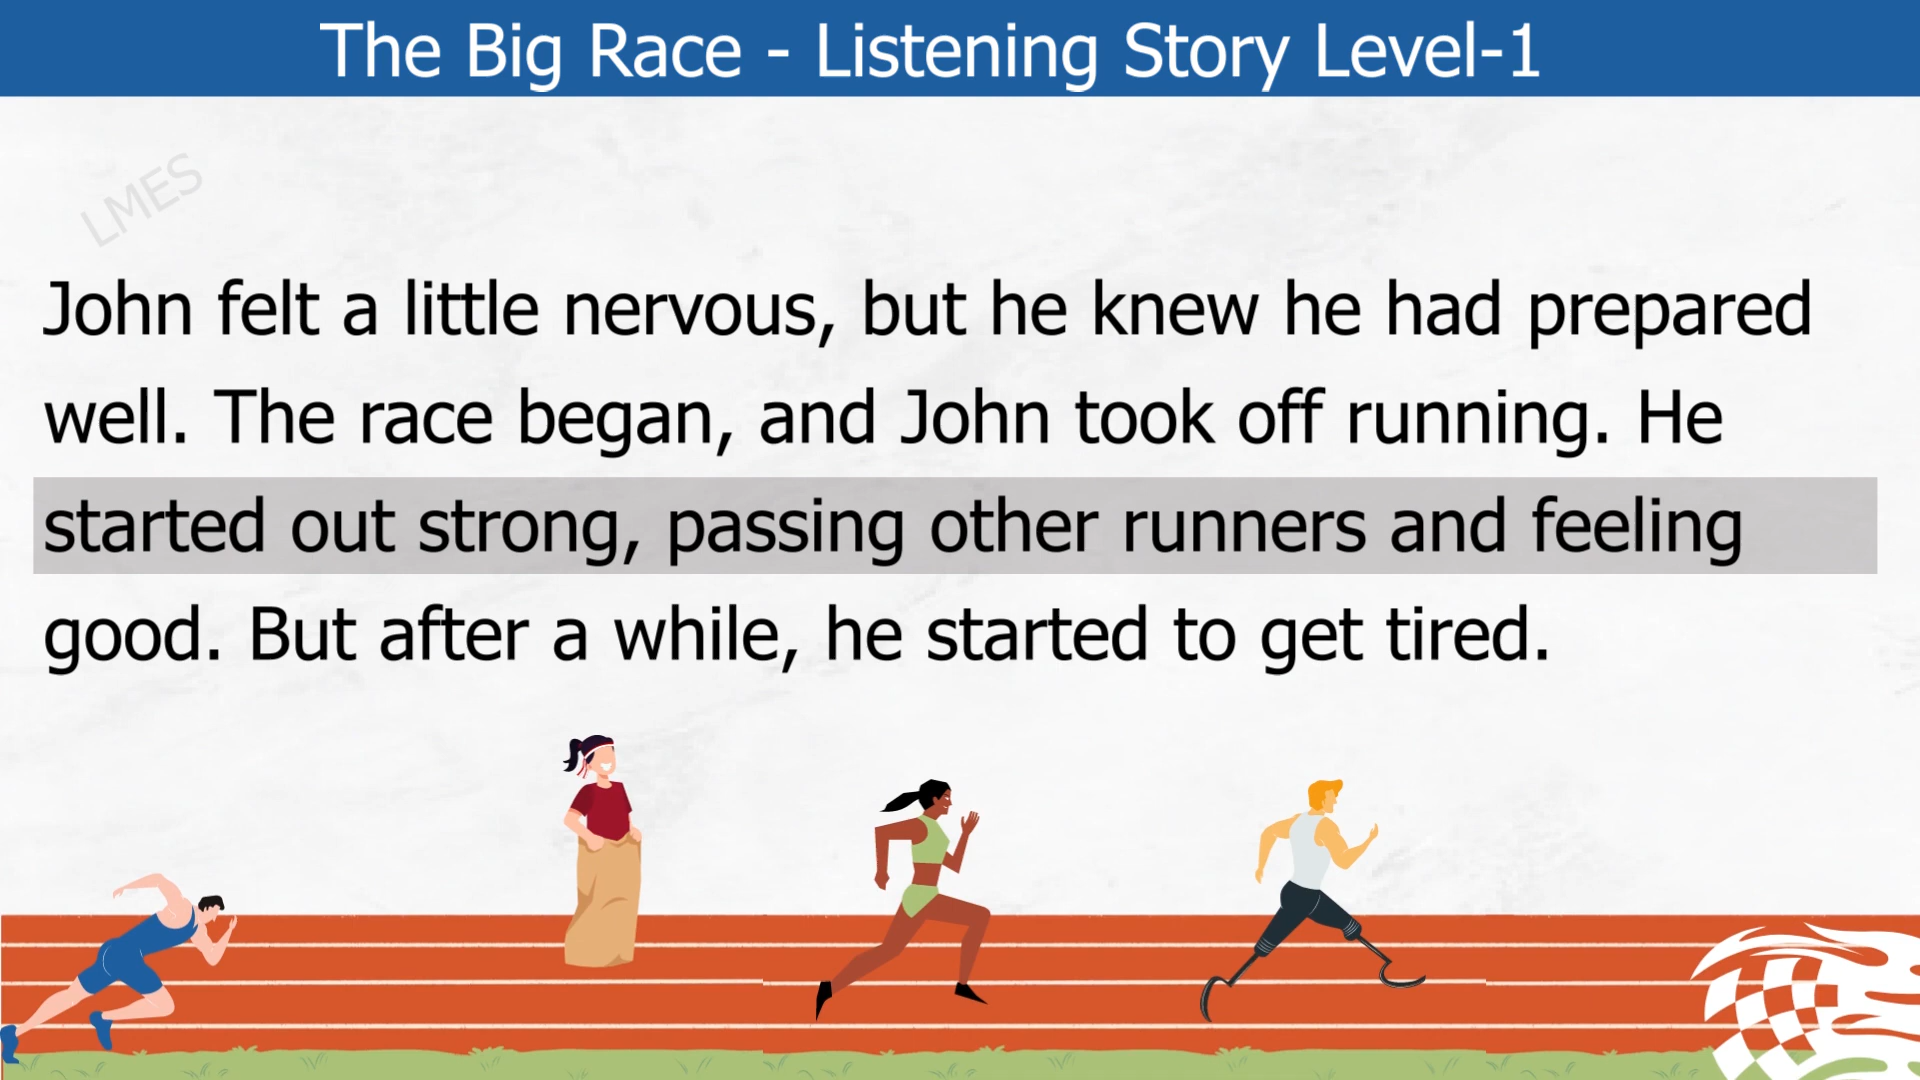 The Big Race - Listening Story Level-1
LMES
John felt a little nervous, but he knew he had prepared
well. The race began, and John took off running. He
started out strong, passing other runners and feeling
good. But after a while, he started to get tired.